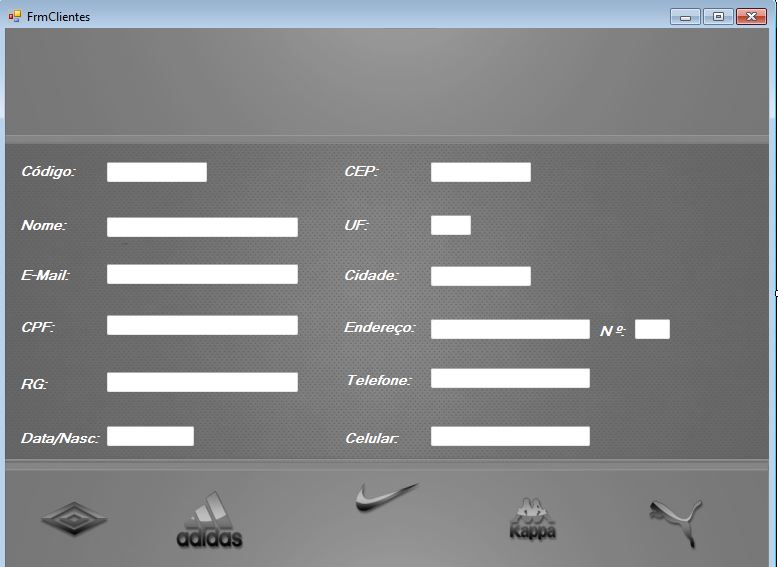 FrmClientes
Código:
CEP:
Nome:
UF:
E-Mail:
Cidade:
CPF:
Endereço:
Nº:
RG:
Telefone:
Data/Nasc:
Celular:
adidas
Kappa